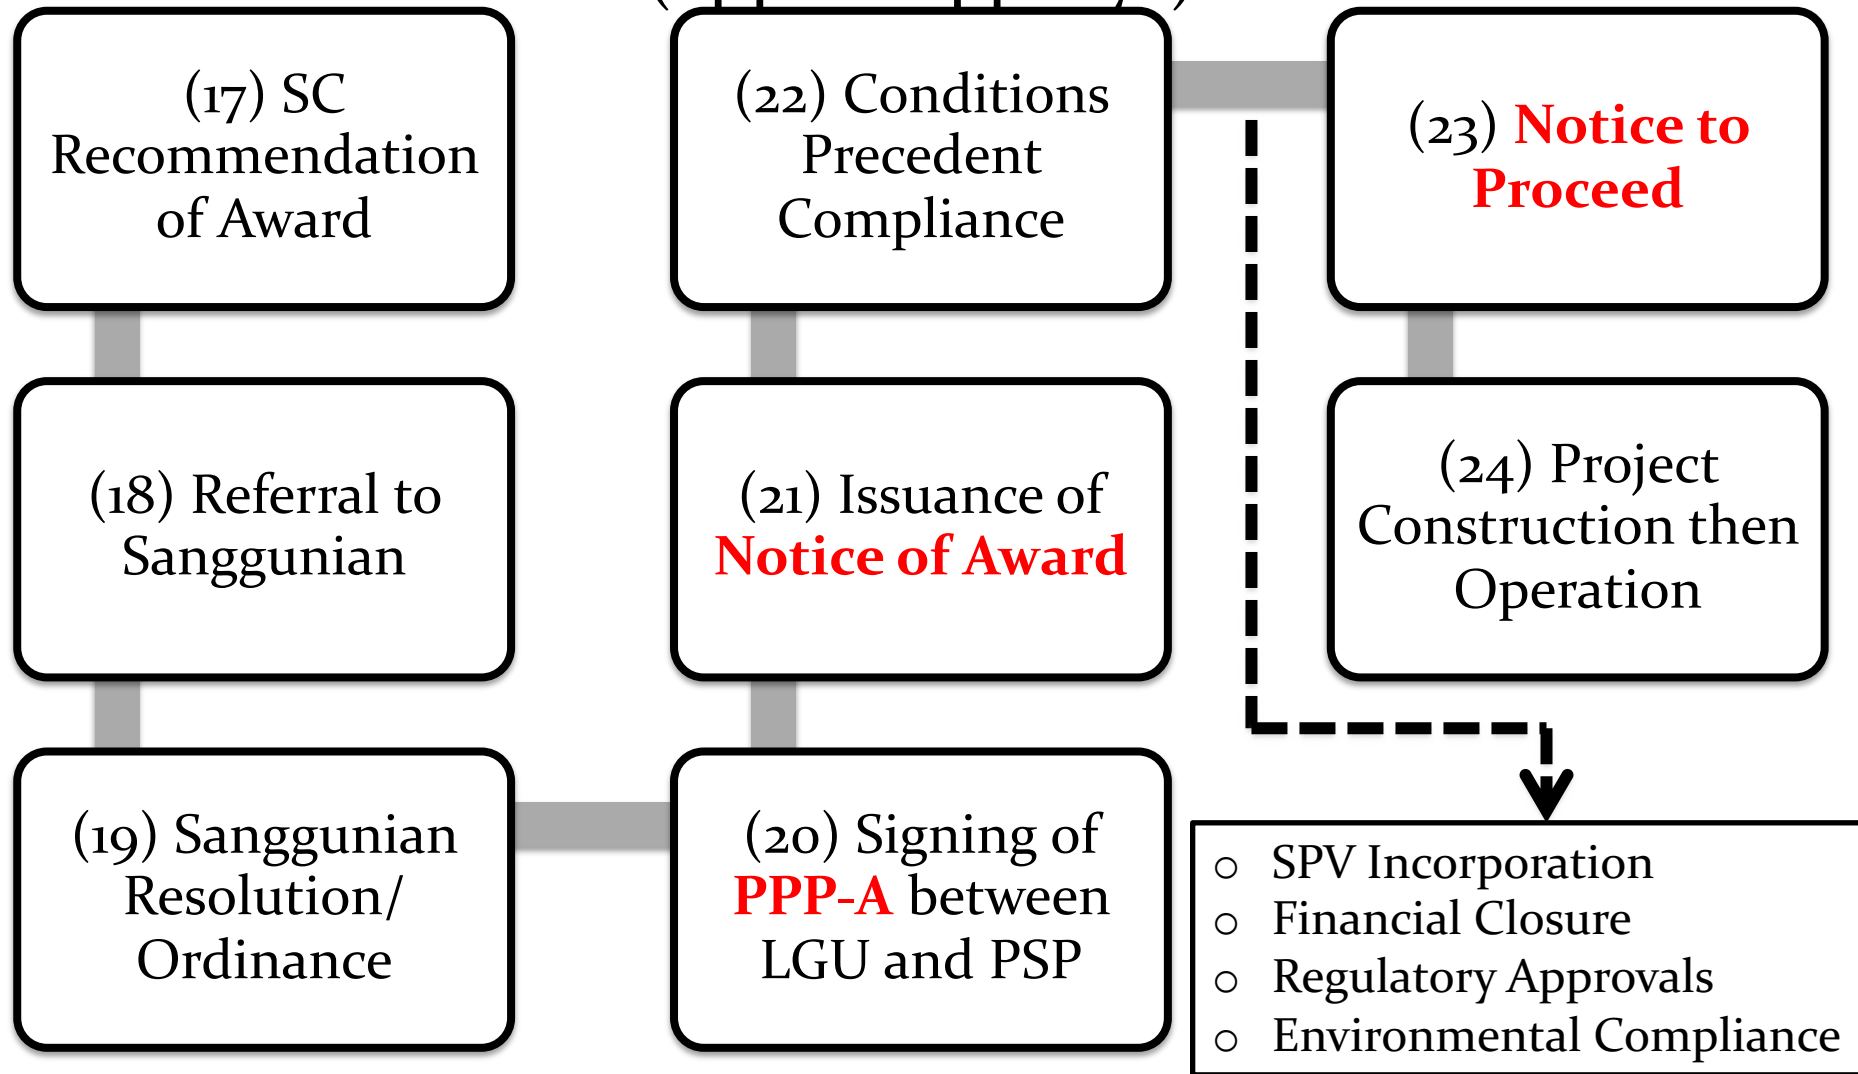 (17) SC
Recommendation
of Award
(18) Referral to
Sanggunian
(19) Sanggunian
Resolution/
Ordinance
(20) Signing of
PPP-A between
LGU and PSP
(21) Issuance of
Notice of Award
(22) Conditions
Precedent
Compliance
(23) Notice to
Proceed
(24) Project
Construction then
Operation
o SPV Incorporation
o Financial Closure
o Regulatory Approvals
o Environmental Compliance